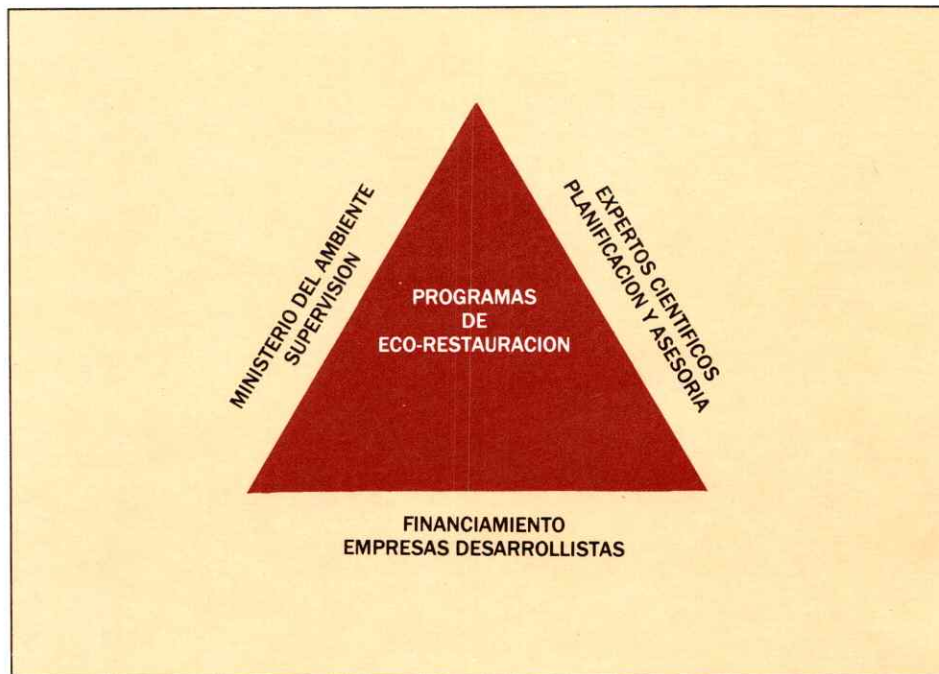 MINISTERIO DEL AMBIENTE
SUPERVISION
EXPERTOS CIENTIFICOS
PLANIFICACION Y ASESORIA
PROGRAMAS
DE
ECO-RESTAURACION
FINANCIAMIENTO
EMPRESAS DESARROLLISTAS